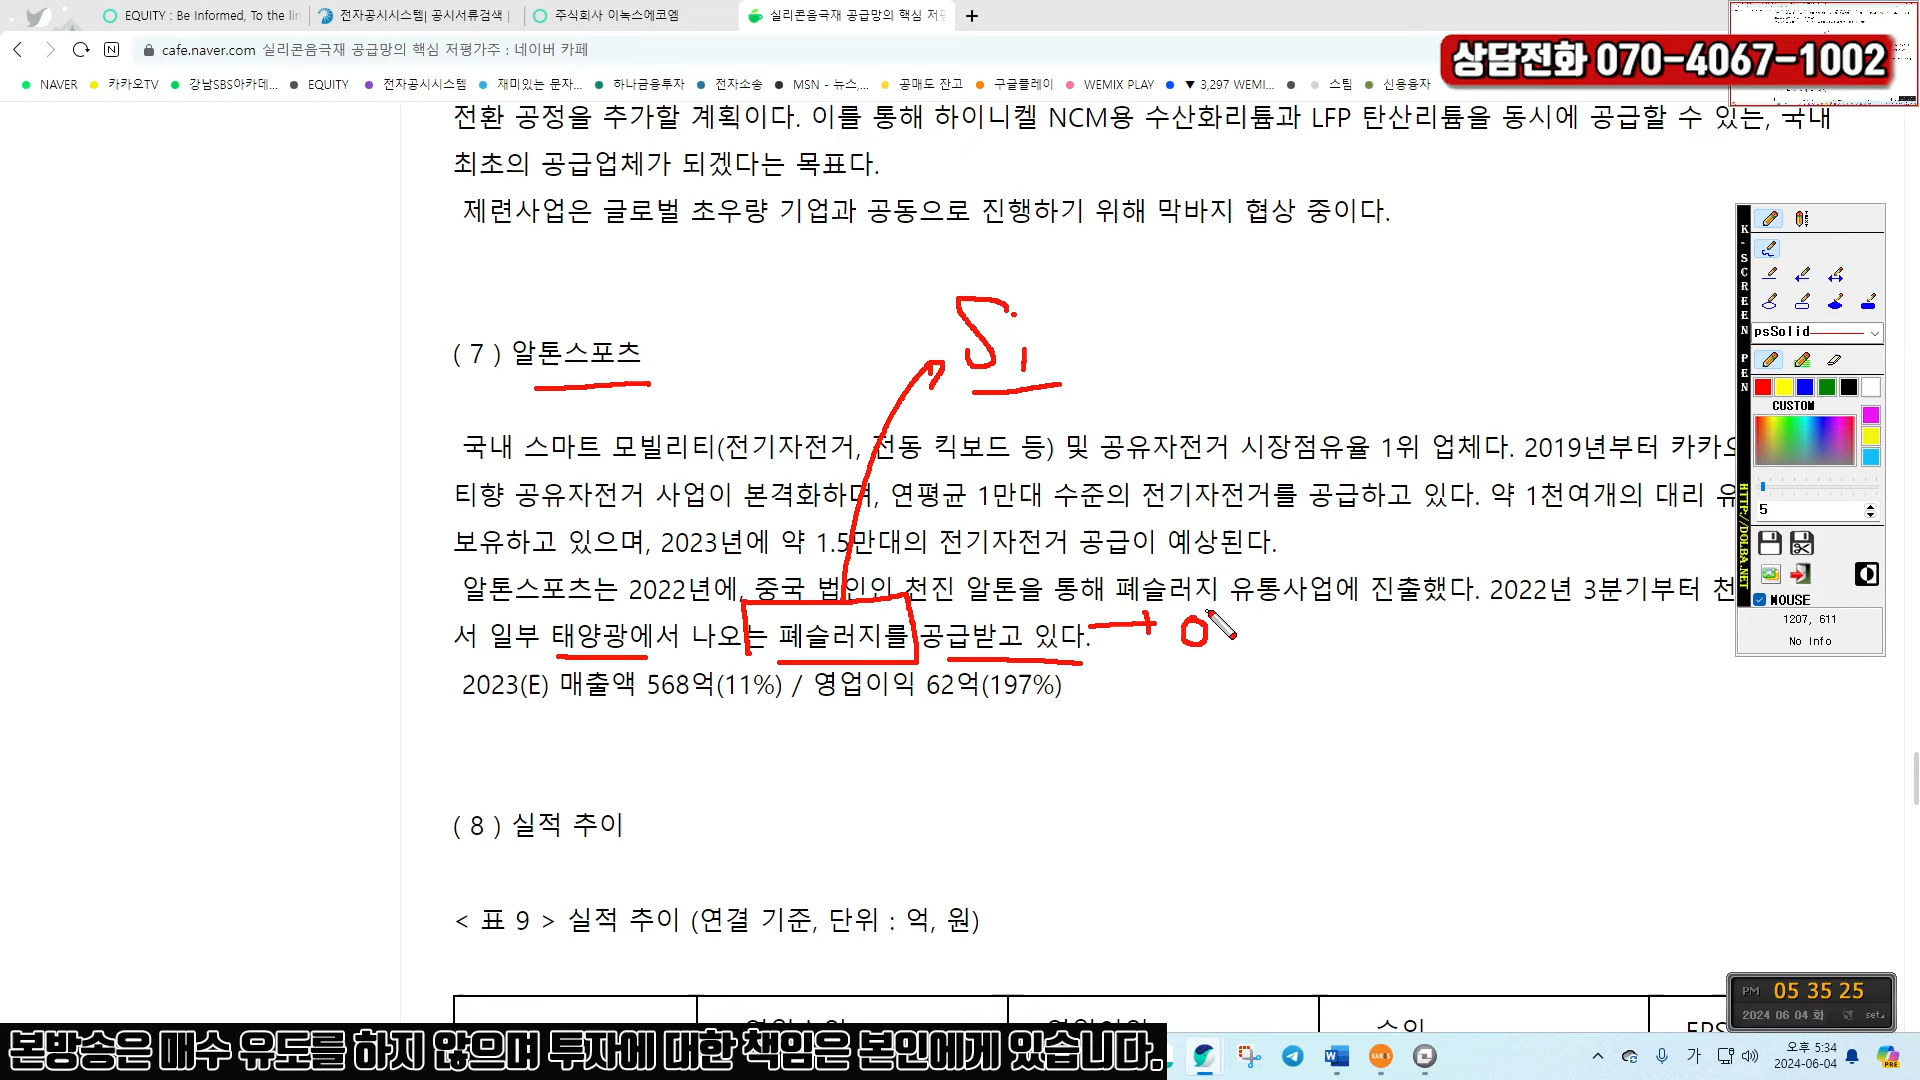 EQUITY : Be Informed, To the lin
전자공시시스템| 공시서류검색 |
주식회사 이녹스에코엠
실리콘음극재 공급망의 핵심 저평
cafe.naver.com 실리콘음극재 공급망의 핵심 저평가주 : 네이버 카페
상담전화 070-4067-1002
NAVER 카카오TV 강남SBS아카데... EQUITY 전자공시시스템 재미있는 문자... 하나금융투자 전자소송 MSN - 뉴스,... 공매도 잔고 구글플레이 WEMIX PLAY ▼ 3,297 WEMI... 스팀 신용융자
전환 공정을 추가할 계획이다. 이를 통해 하이니켈 NCM용 수산화리튬과 LFP 탄산리튬을 동시에 공급할 수 있는, 국내
최초의 공급업체가 되겠다는 목표다.
제련사업은 글로벌 초우량 기업과 공동으로 진행하기 위해 막바지 협상 중이다.
Si
( 7 ) 알톤스포츠
국내 스마트 모빌리티(전기자전거, 전동 킥보드 등) 및 공유자전거 시장점유율 1위 업체다. 2019년부터 카카오
티향 공유자전거 사업이 본격화하며, 연평균 1만대 수준의 전기자전거를 공급하고 있다. 약 1천여개의 대리 유
보유하고 있으며, 2023년에 약 1.5만대의 전기자전거 공급이 예상된다.
알톤스포츠는 2022년에, 중국 법인인 천진 알톤을 통해 폐슬러지 유통사업에 진출했다. 2022년 3분기부터 천
서 일부 태양광에서 나오는 폐슬러지를 공급받고 있다.
2023(E) 매출액 568억(11%) / 영업이익 62억(197%)
( 8 ) 실적 추이
< 표 9 > 실적 추이 (연결 기준, 단위 : 억, 원)
K-SCREEN PEN
HTTP://DOLBA.NET
psSolid
CUSTOM
5
MOUSE
1207, 611
No Info
PM 05 35 25
2024 06 04 화 set
본방송은 매수 유도를 하지 않으며 투자에 대한 책임은 본인에게 있습니다.
가
오후 5:34
2024-06-04